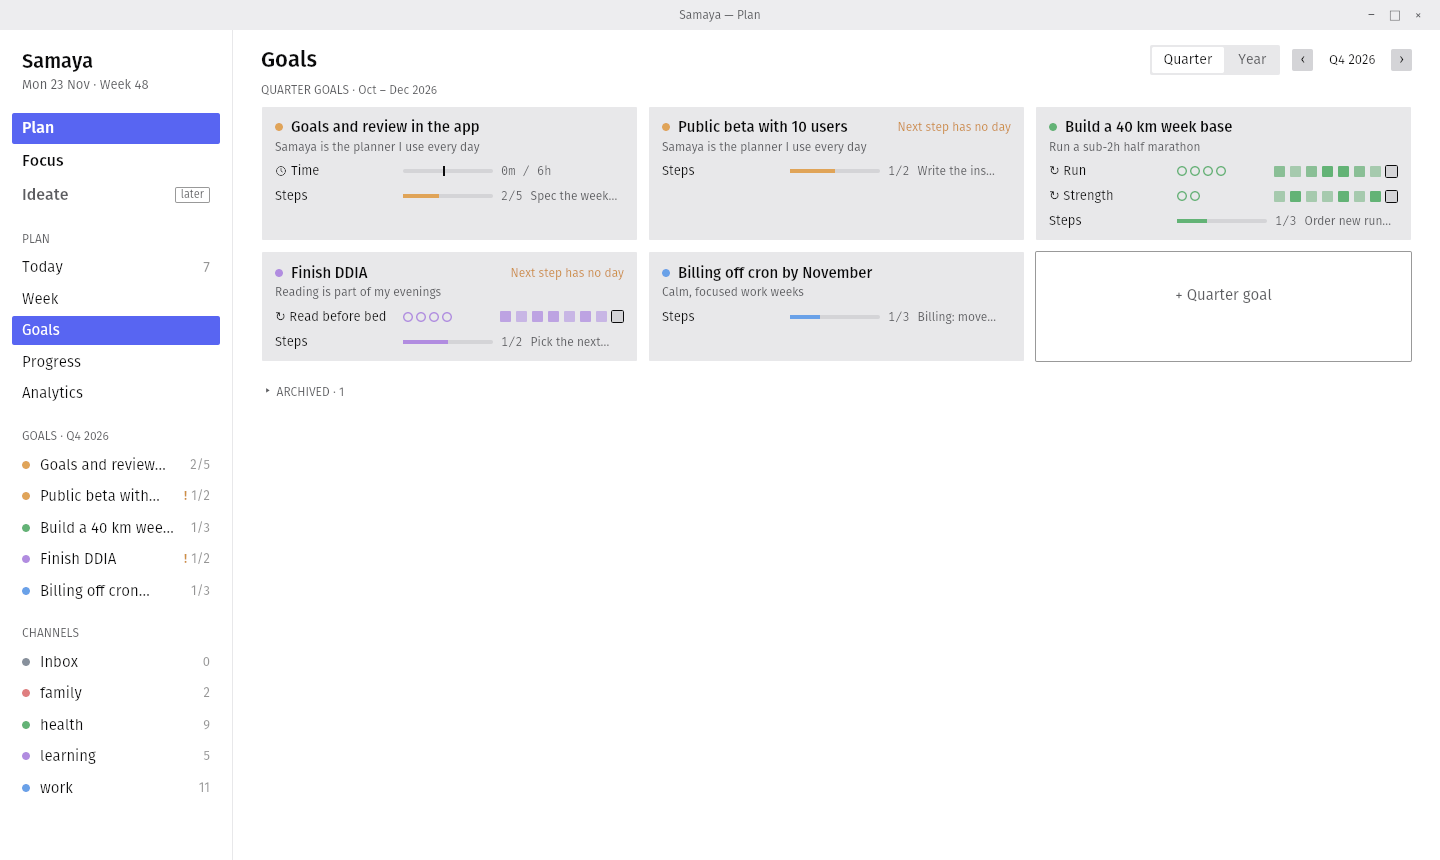 Samaya — Plan
Samaya
Mon 23 Nov · Week 48
Plan
Focus
Ideate later
PLAN
Today 7
Week
Goals
Progress
Analytics
GOALS · Q4 2026
Goals and review... 2/5
Public beta with... ! 1/2
Build a 40 km wee... 1/3
Finish DDIA ! 1/2
Billing off cron... 1/3
CHANNELS
Inbox 0
family 2
health 9
learning 5
work 11
Goals
Quarter Year ‹ Q4 2026 ›
QUARTER GOALS · Oct – Dec 2026
Goals and review in the app
Samaya is the planner I use every day
Time 0m / 6h
Steps 2/5 Spec the week...
Public beta with 10 users Next step has no day
Samaya is the planner I use every day
Steps 1/2 Write the ins...
Build a 40 km week base
Run a sub-2h half marathon
↻ Run
↻ Strength
Steps 1/3 Order new run...
Finish DDIA Next step has no day
Reading is part of my evenings
↻ Read before bed
Steps 1/2 Pick the next...
Billing off cron by November
Calm, focused work weeks
Steps 1/3 Billing: move...
+ Quarter goal
▸ ARCHIVED · 1